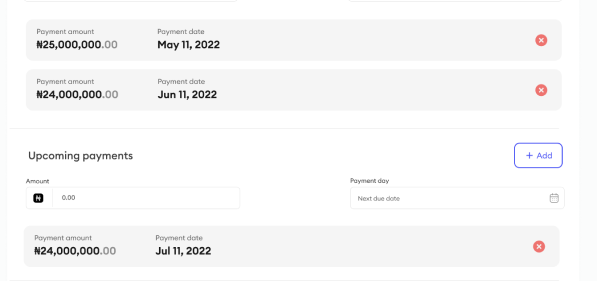 Payment amount Payment date
₦25,000,000.00 May 11, 2022
Payment amount Payment date
₦24,000,000.00 Jun 11, 2022
Upcoming payments + Add
Amount Payment day
₦ 0.00 Next due date
Payment amount Payment date
₦24,000,000.00 Jul 11, 2022